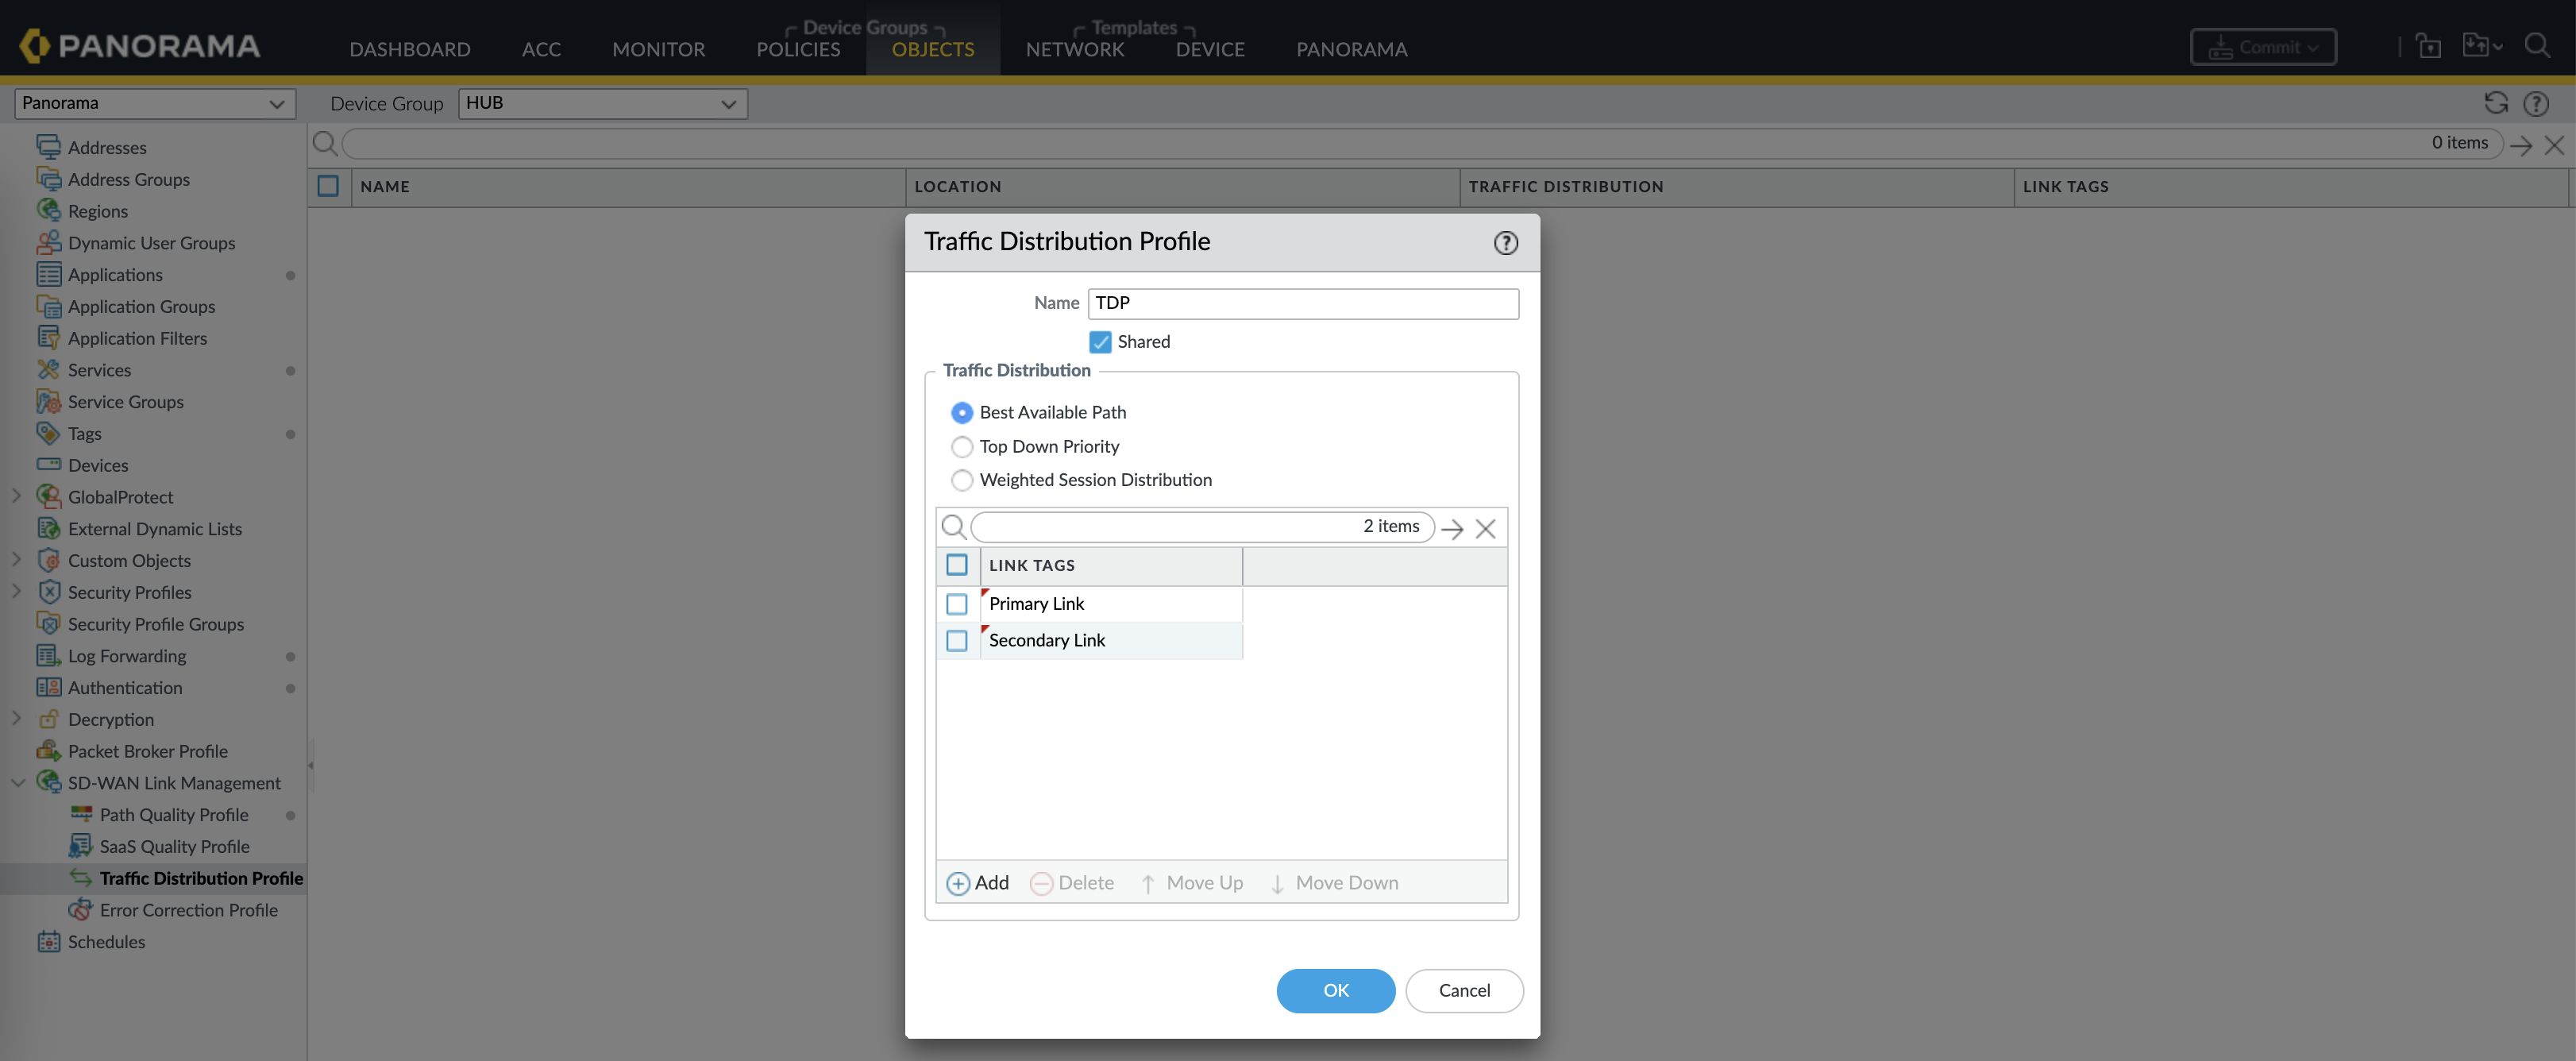 PANORAMA
Device Groups
Templates
DASHBOARD ACC MONITOR POLICIES OBJECTS NETWORK DEVICE PANORAMA
Commit
Panorama
Device Group HUB
0 items
NAME LOCATION TRAFFIC DISTRIBUTION LINK TAGS
Addresses
Address Groups
Regions
Dynamic User Groups
Applications
Application Groups
Application Filters
Services
Service Groups
Tags
Devices
GlobalProtect
External Dynamic Lists
Custom Objects
Security Profiles
Security Profile Groups
Log Forwarding
Authentication
Decryption
Packet Broker Profile
SD-WAN Link Management
Path Quality Profile
SaaS Quality Profile
Traffic Distribution Profile
Error Correction Profile
Schedules
Traffic Distribution Profile
Name TDP
Shared
Traffic Distribution
Best Available Path
Top Down Priority
Weighted Session Distribution
2 items
LINK TAGS
Primary Link
Secondary Link
Add Delete Move Up Move Down
OK Cancel